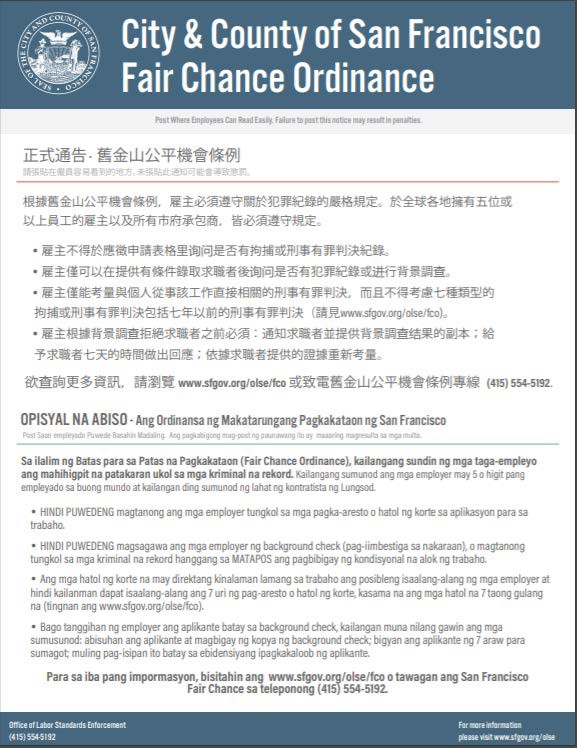 SEAL OF THE CITY AND COUNTY OF SAN FRANCISCO
City & County of San Francisco
Fair Chance Ordinance
Post Where Employees Can Read Easily. Failure to post this notice may result in penalties.
正式通告 - 舊金山公平機會條例
請張貼在僱員容易看到的地方, 未張貼此通知可能會導致懲罰。
根據舊金山公平機會條例，雇主必須遵守關於犯罪紀錄的嚴格規定。於全球各地擁有五位或
以上員工的雇主以及所有市府承包商，皆必須遵守規定。
• 雇主不得於應徵申請表格里询问是否有拘捕或刑事有罪判決紀錄。
• 雇主僅可以在提供有條件錄取求職者後询问是否有犯罪紀錄或进行背景調查。
• 雇主僅能考量與個人從事該工作直接相關的刑事有罪判決，而且不得考慮七種類型的
拘捕或刑事有罪判決包括七年以前的刑事有罪判決（請見www.sfgov.org/olse/fco)。
• 雇主根據背景調查拒絕求職者之前必須：通知求職者並提供背景調查结果的副本；給
予求職者七天的時間做出回應；依據求職者提供的證據重新考量。
欲查詢更多資訊，請瀏覽 www.sfgov.org/olse/fco 或致電舊金山公平機會條例專線 (415) 554-5192.
OPISYAL NA ABISO - Ang Ordinansa ng Makatarungang Pagkakataon ng San Francisco
Post Saan empleyado Puwede Basahin Madaling. Ang pagkabigong mag-post ng paunawang ito ay maaaring magresulta sa mga multa.
Sa ilalim ng Batas para sa Patas na Pagkakataon (Fair Chance Ordinance), kailangang sundin ng mga taga-empleyo
ang mahihigpit na patakaran ukol sa mga kriminal na rekord. Kailangang sumunod ang mga employer may 5 o higit pang
empleyado sa buong mundo at kailangan ding sumunod ng lahat ng kontratista ng Lungsod.
• HINDI PUWEDENG magtanong ang mga employer tungkol sa mga pagka-aresto o hatol ng korte sa aplikasyon para sa
trabaho.
• HINDI PUWEDENG magsagawa ang mga employer ng background check (pag-iimbestiga sa nakaraan), o magtanong
tungkol sa mga kriminal na rekord hanggang sa MATAPOS ang pagbibigay ng kondisyonal na alok ng trabaho.
• Ang mga hatol ng korte na may direktang kinalaman lamang sa trabaho ang posibleng isaalang-alang ng mga employer at
hindi kailanman dapat isaalang-alang ang 7 uri ng pag-aresto o hatol ng korte, kasama na ang mga hatol na 7 taong gulang
na (tingnan ang www.sfgov.org/olse/fco).
• Bago tanggihan ng employer ang aplikante batay sa background check, kailangan muna nilang gawin ang mga
sumusunod: abisuhan ang aplikante at magbigay ng kopya ng background check; bigyan ang aplikante ng 7 araw para
sumagot; muling pag-isipan ito batay sa ebidensiyang ipagkakaloob ng aplikante.
Para sa iba pang impormasyon, bisitahin ang www.sfgov.org/olse/fco o tawagan ang San Francisco
Fair Chance sa teleponong (415) 554-5192.
Office of Labor Standards Enforcement
(415) 554-5192
For more information
please visit www.sfgov.org/olse